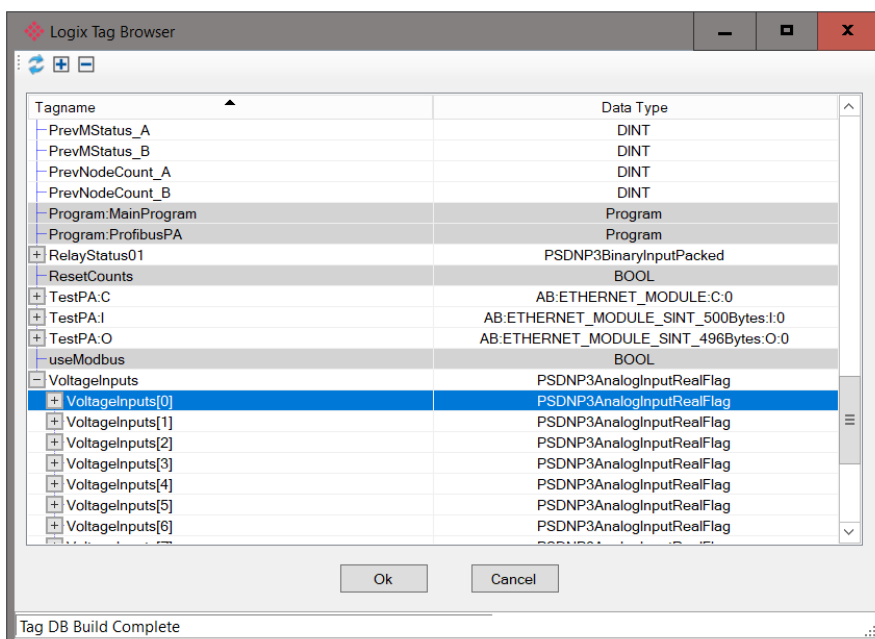 Logix Tag Browser
Tagname Data Type
PrevMStatus_A DINT
PrevMStatus_B DINT
PrevNodeCount_A DINT
PrevNodeCount_B DINT
Program:MainProgram Program
Program:ProfibusPA Program
RelayStatus01 PSDNP3BinaryInputPacked
ResetCounts BOOL
TestPA:C AB:ETHERNET_MODULE:C:0
TestPA:I AB:ETHERNET_MODULE_SINT_500Bytes:I:0
TestPA:O AB:ETHERNET_MODULE_SINT_496Bytes:O:0
useModbus BOOL
VoltageInputs PSDNP3AnalogInputRealFlag
VoltageInputs[0] PSDNP3AnalogInputRealFlag
VoltageInputs[1] PSDNP3AnalogInputRealFlag
VoltageInputs[2] PSDNP3AnalogInputRealFlag
VoltageInputs[3] PSDNP3AnalogInputRealFlag
VoltageInputs[4] PSDNP3AnalogInputRealFlag
VoltageInputs[5] PSDNP3AnalogInputRealFlag
VoltageInputs[6] PSDNP3AnalogInputRealFlag
Ok Cancel
Tag DB Build Complete